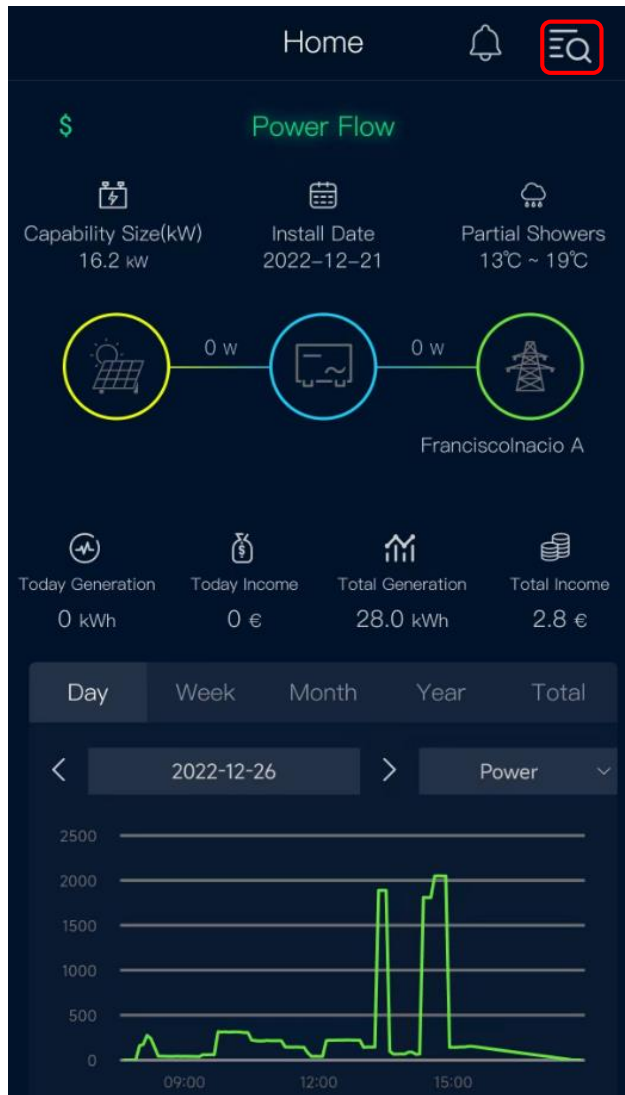 Home
$ Power Flow
Capability Size(kW) Install Date Partial Showers
16.2 kW 2022-12-21 13℃ ~ 19℃
0 W 0 W
FranciscoInacio A
Today Generation Today Income Total Generation Total Income
0 kWh 0 € 28.0 kWh 2.8 €
Day Week Month Year Total
< 2022-12-26 > Power
2500
2000
1500
1000
500
0
09:00 12:00 15:00